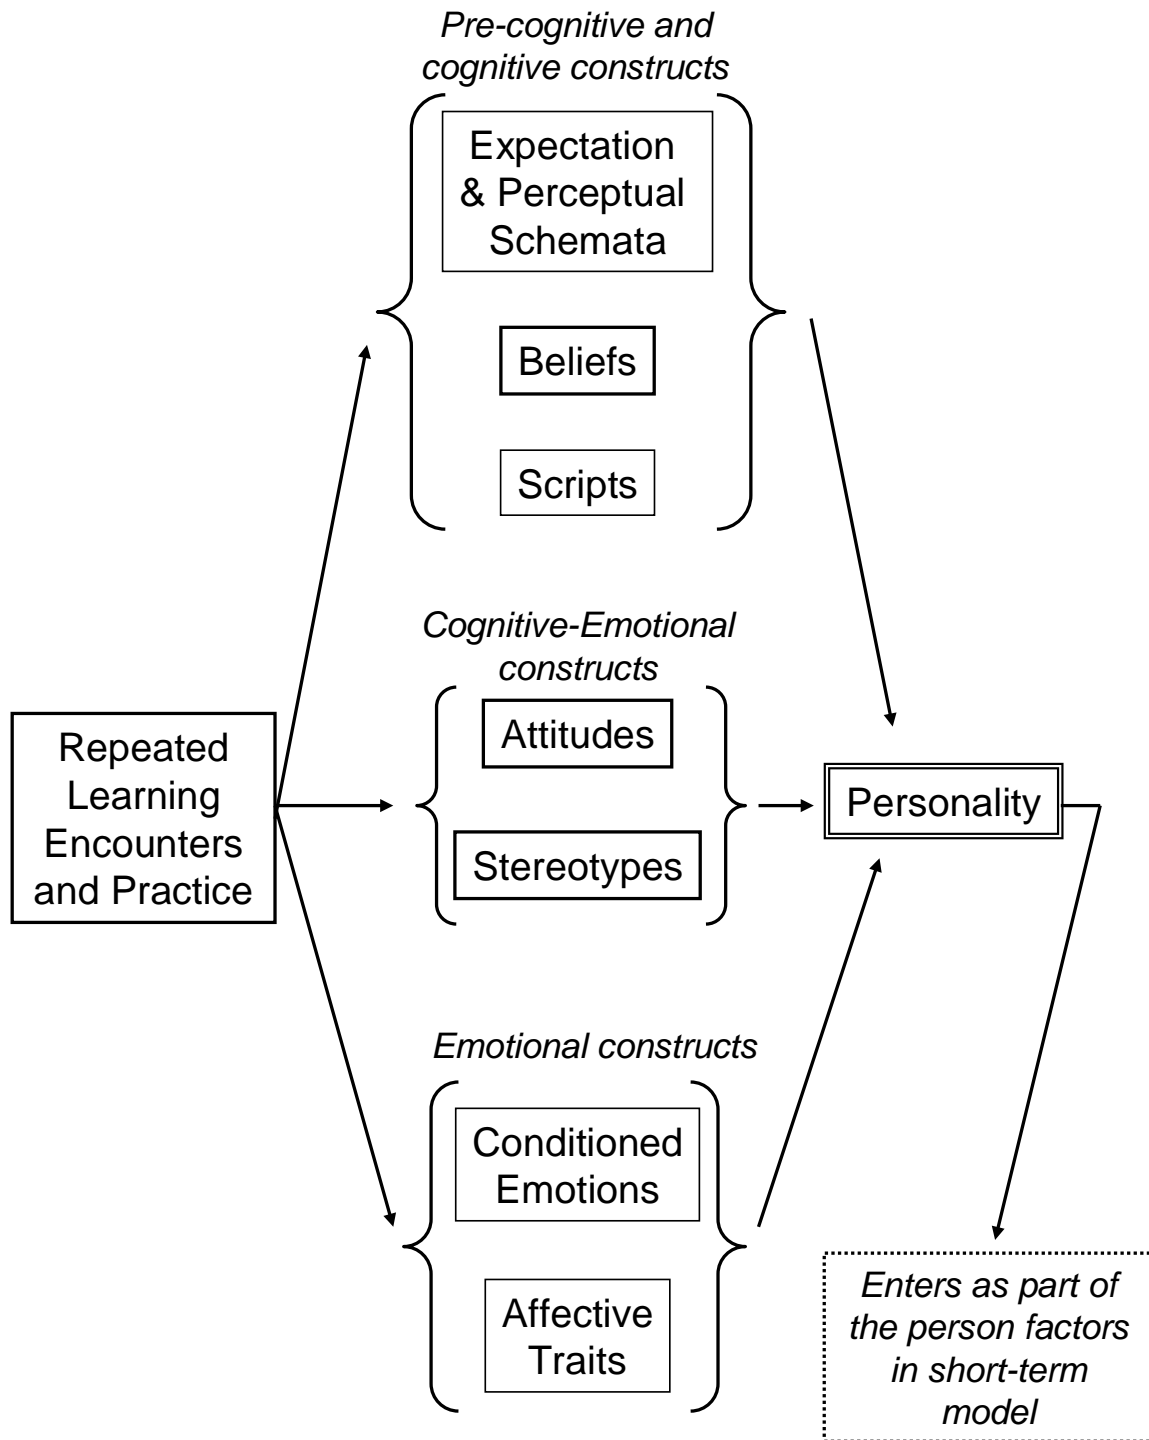 Pre-cognitive and
cognitive constructs
Expectation
& Perceptual
Schemata
Beliefs
Scripts
Cognitive-Emotional
constructs
Attitudes
Stereotypes
Repeated
Learning
Encounters
and Practice
Personality
Emotional constructs
Conditioned
Emotions
Affective
Traits
Enters as part of
the person factors
in short-term
model